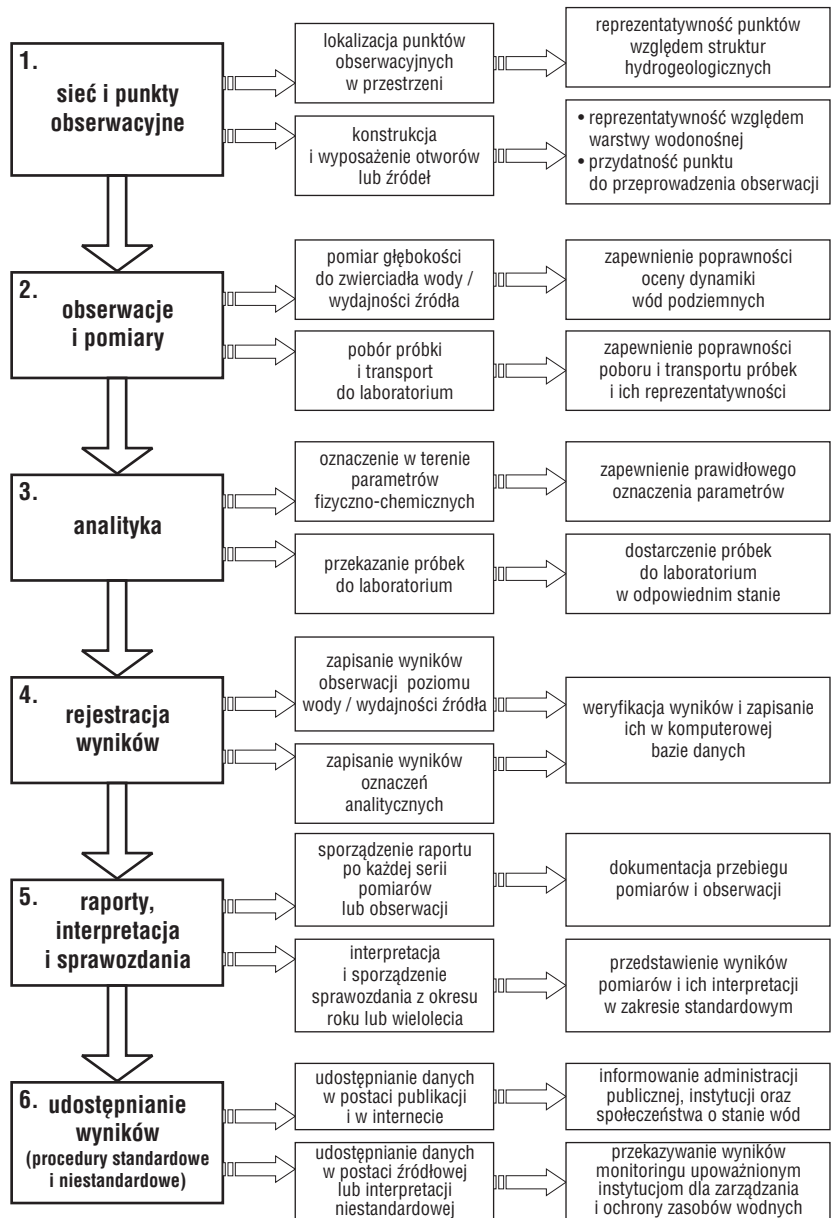 1.
sieć i punkty
obserwacyjne
lokalizacja punktów
obserwacyjnych
w przestrzeni
reprezentatywność punktów
względem struktur
hydrogeologicznych
konstrukcja
i wyposażenie otworów
lub źródeł
• reprezentatywność względem
warstwy wodonośnej
• przydatność punktu
do przeprowadzenia obserwacji
2.
obserwacje
i pomiary
pomiar głębokości
do zwierciadła wody /
wydajności źródła
zapewnienie poprawności
oceny dynamiki
wód podziemnych
pobór próbki
i transport
do laboratorium
zapewnienie poprawności
poboru i transportu próbek
i ich reprezentatywności
3.
analityka
oznaczenie w terenie
parametrów
fizyczno-chemicznych
zapewnienie prawidłowego
oznaczenia parametrów
przekazanie próbek
do laboratorium
dostarczenie próbek
do laboratorium
w odpowiednim stanie
4.
rejestracja
wyników
zapisanie wyników
obserwacji poziomu
wody / wydajności źródła
zapisanie wyników
oznaczeń
analitycznych
weryfikacja wyników i zapisanie
ich w komputerowej
bazie danych
5.
raporty,
interpretacja
i sprawozdania
sporządzenie raportu
po każdej serii
pomiarów
lub obserwacji
dokumentacja przebiegu
pomiarów i obserwacji
interpretacja
i sporządzenie
sprawozdania z okresu
roku lub wielolecia
przedstawienie wyników
pomiarów i ich interpretacji
w zakresie standardowym
6. udostępnianie
wyników
(procedury standardowe
i niestandardowe)
udostępnianie danych
w postaci publikacji
i w internecie
informowanie administracji
publicznej, instytucji oraz
społeczeństwa o stanie wód
udostępnianie danych
w postaci źródłowej
lub interpretacji
niestandardowej
przekazywanie wyników
monitoringu upoważnionym
instytucjom dla zarządzania
i ochrony zasobów wodnych